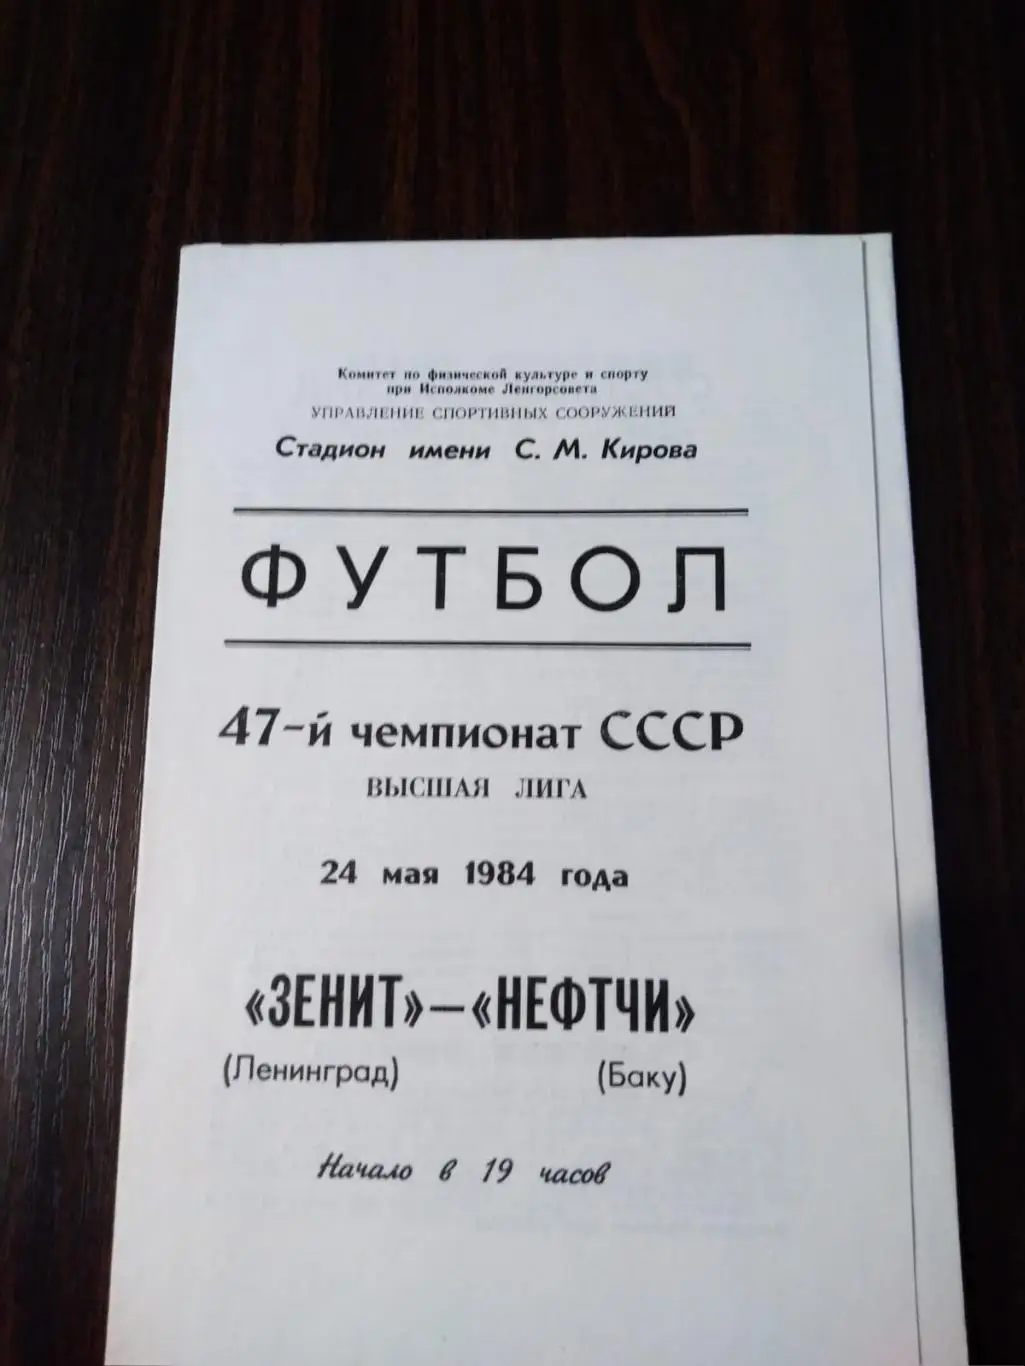 Комитет по физической культуре и спорту
при Исполкоме Ленгорсовета
УПРАВЛЕНИЕ СПОРТИВНЫХ СООРУЖЕНИЙ
Стадион имени С. М. Кирова
ФУТБОЛ
47-й чемпионат СССР
ВЫСШАЯ ЛИГА
24 мая 1984 года
«ЗЕНИТ»—«НЕФТЧИ»
(Ленинград) (Баку)
Начало в 19 часов